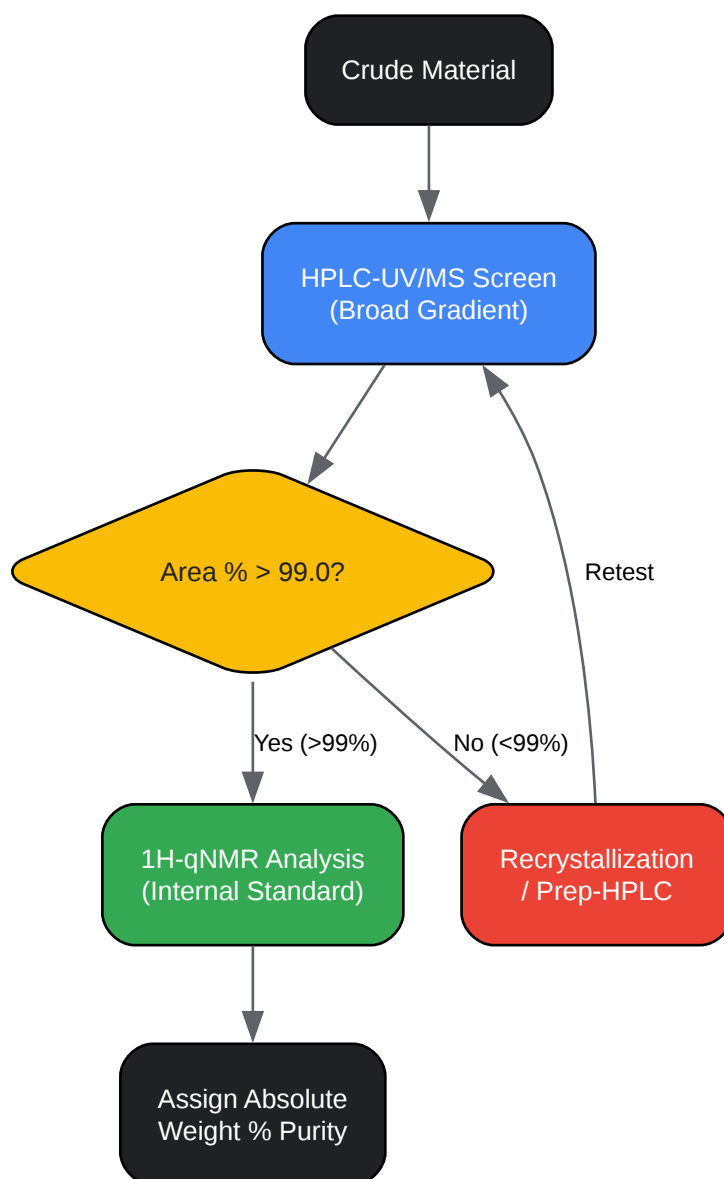 Crude Material
HPLC-UV/MS Screen
(Broad Gradient)
Area % > 99.0?
Retest
Yes (>99%)
No (<99%)
1H-qNMR Analysis
(Internal Standard)
Recrystallization
/ Prep-HPLC
Assign Absolute
Weight % Purity